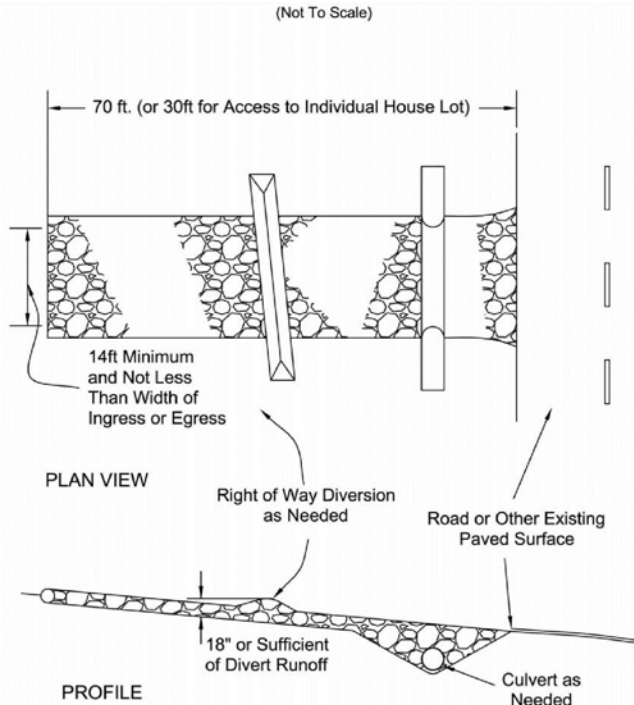 (Not To Scale)
70 ft. (or 30ft for Access to Individual House Lot)
14ft Minimum
and Not Less
Than Width of
Ingress or Egress
PLAN VIEW
Right of Way Diversion
as Needed
Road or Other Existing
Paved Surface
18" or Sufficient
of Divert Runoff
Culvert as
Needed
PROFILE